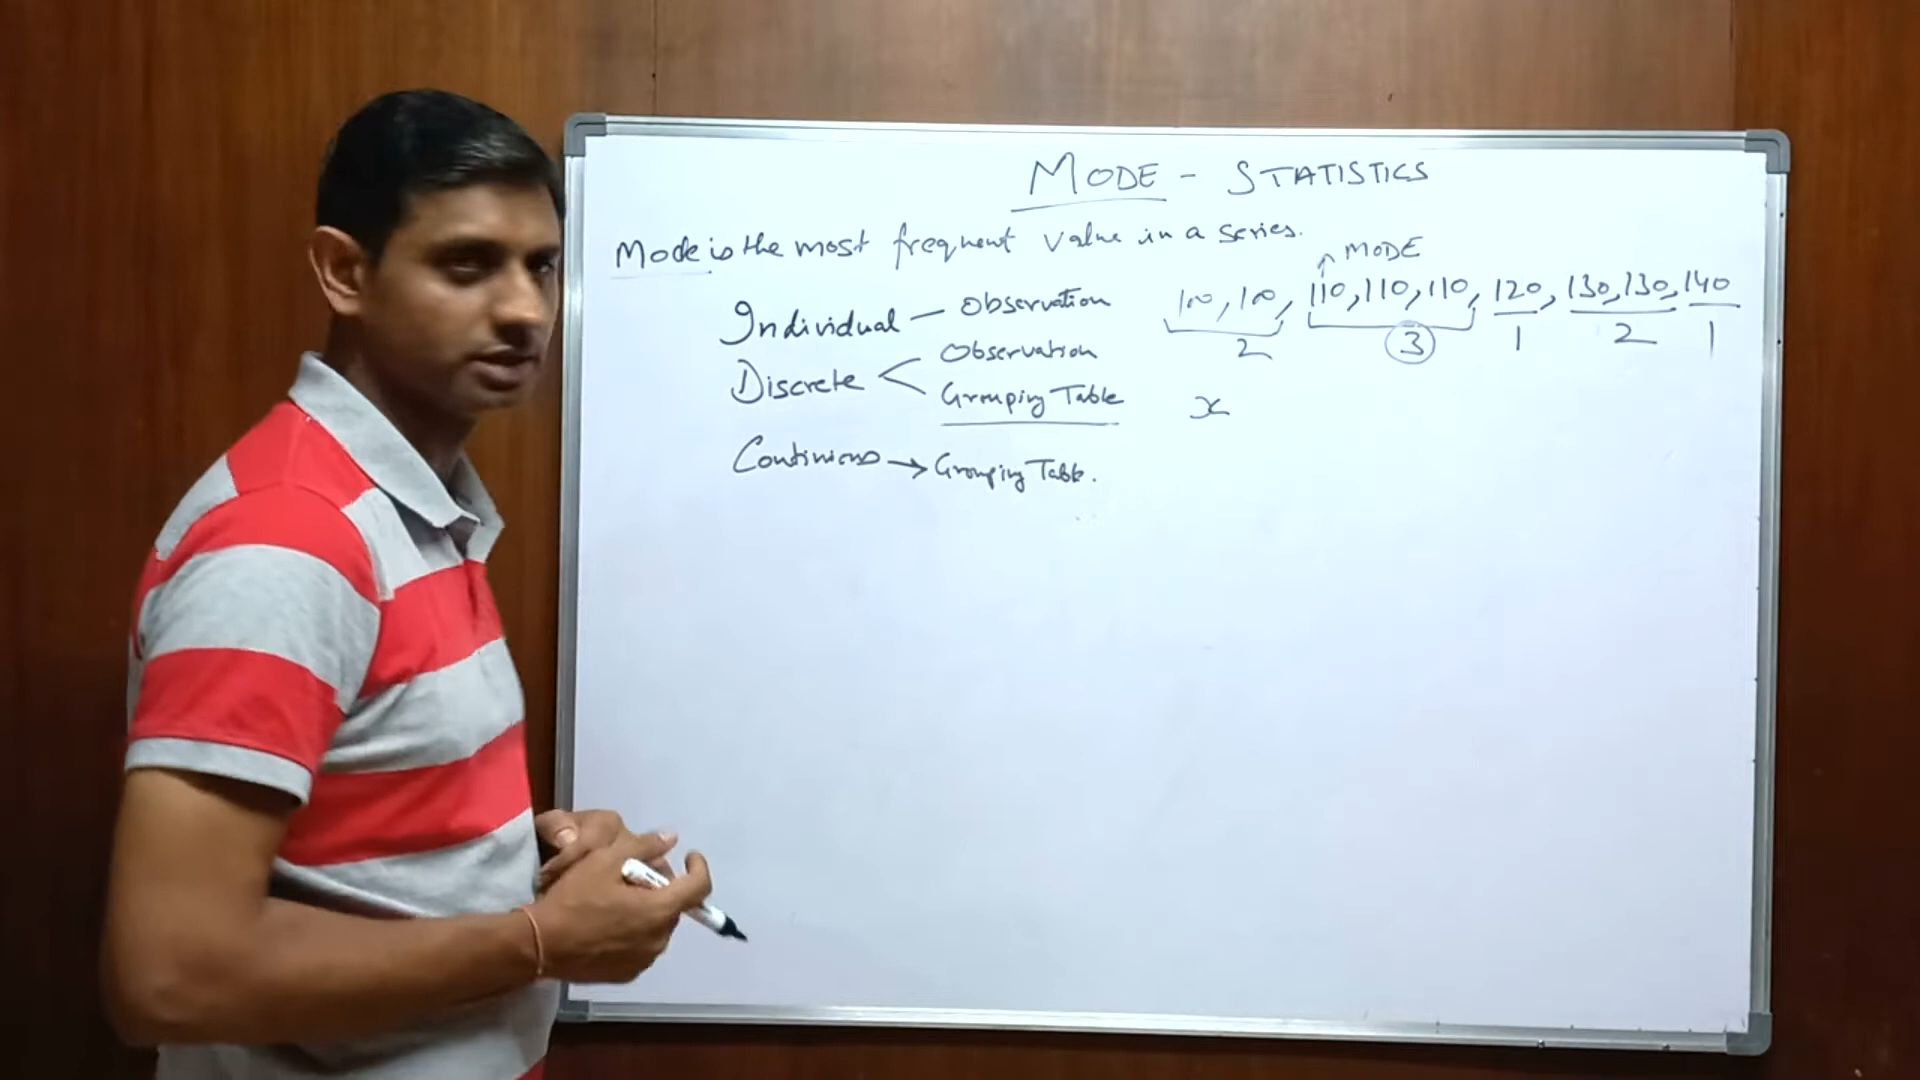 MODE - STATISTICS
Mode is the most frequent value in a series.
↑ MODE
Individual — Observation
100, 100, 110, 110, 110, 120, 130, 130, 140
2 3 1 2 1
Discrete < Observation
Grouping Table
x
Continious → Grouping Table.